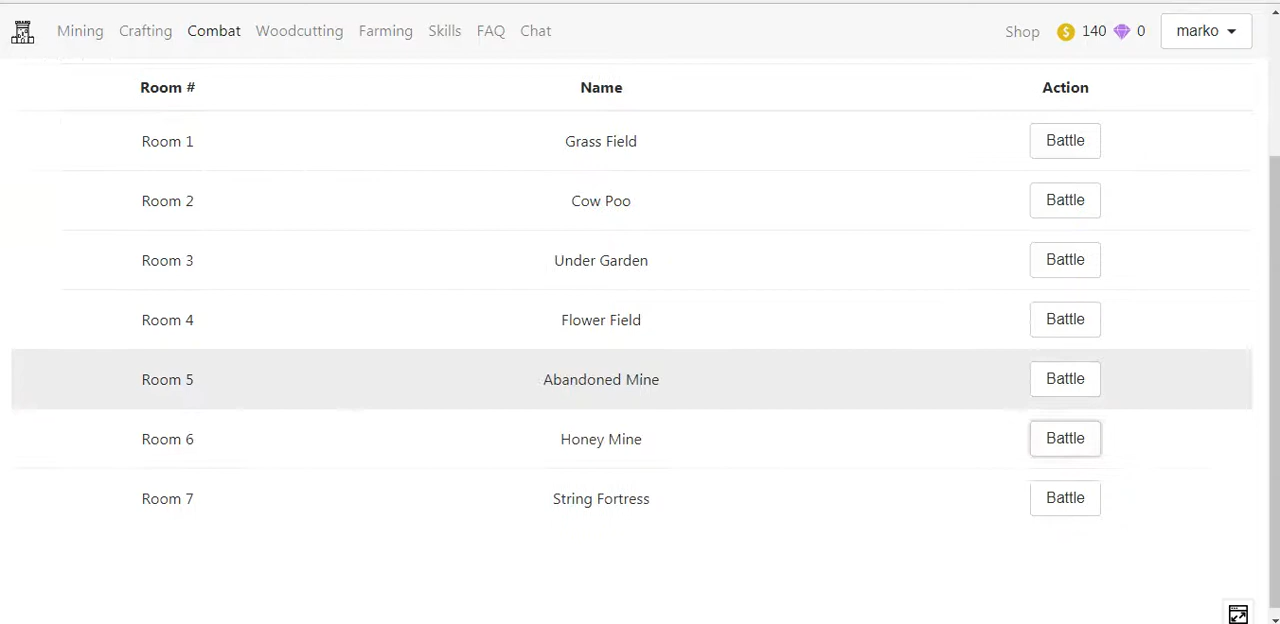 Mining Crafting Combat Woodcutting Farming Skills FAQ Chat Shop 140 0 marko
Room # Name Action
Room 1 Grass Field Battle
Room 2 Cow Poo Battle
Room 3 Under Garden Battle
Room 4 Flower Field Battle
Room 5 Abandoned Mine Battle
Room 6 Honey Mine Battle
Room 7 String Fortress Battle